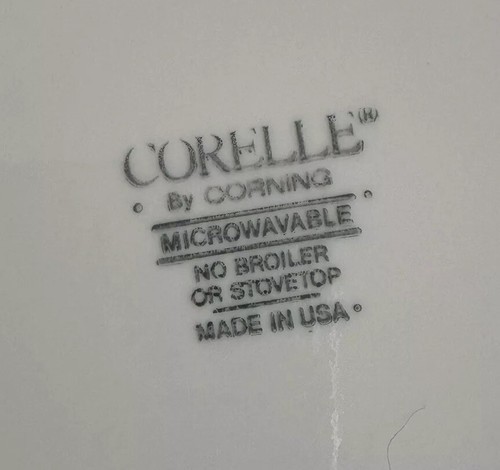 CORELLE®
By CORNING
MICROWAVABLE
NO BROILER
OR STOVETOP
MADE IN USA